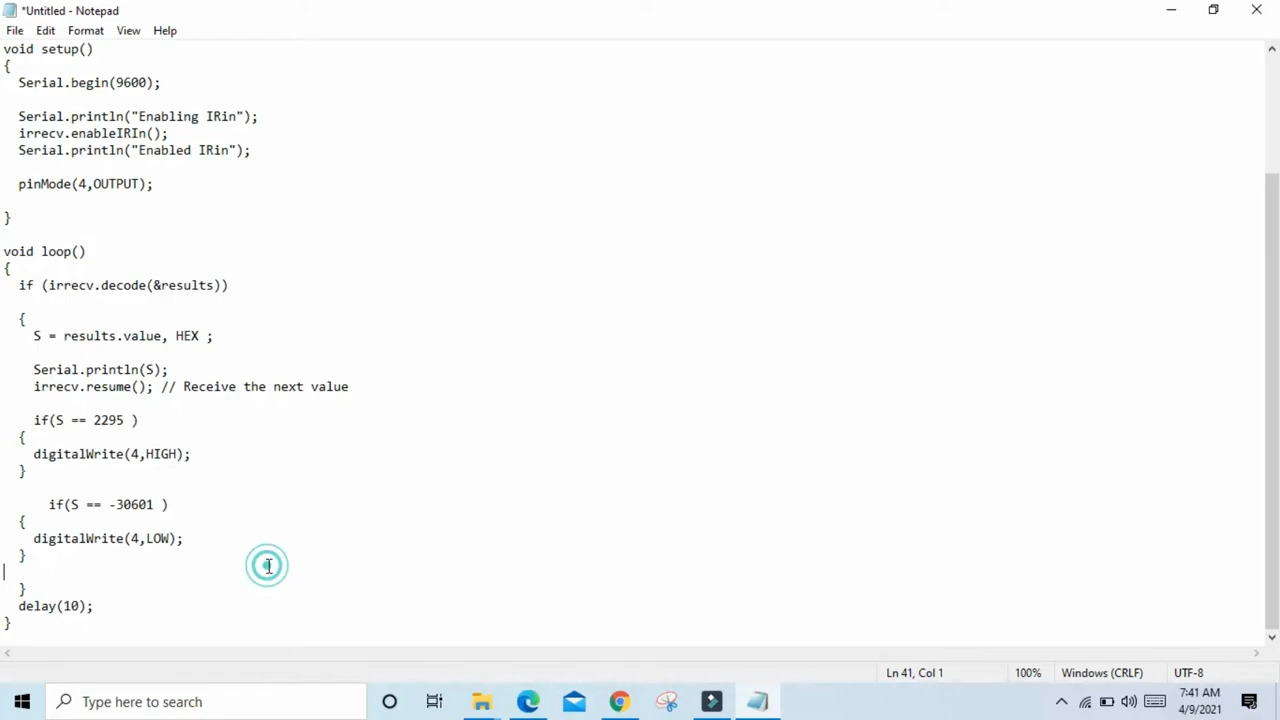 *Untitled - Notepad
File Edit Format View Help
void setup()
{
  Serial.begin(9600);
  Serial.println("Enabling IRin");
  irrecv.enableIRIn();
  Serial.println("Enabled IRin");
  pinMode(4,OUTPUT);
}
void loop()
{
  if (irrecv.decode(&results))
  {
    S = results.value, HEX ;
    Serial.println(S);
    irrecv.resume(); // Receive the next value
    if(S == 2295 )
  {
    digitalWrite(4,HIGH);
  }
      if(S == -30601 )
  {
    digitalWrite(4,LOW);
  }
  }
  delay(10);
}
Ln 41, Col 1 100% Windows (CRLF) UTF-8
Type here to search
7:41 AM
4/9/2021